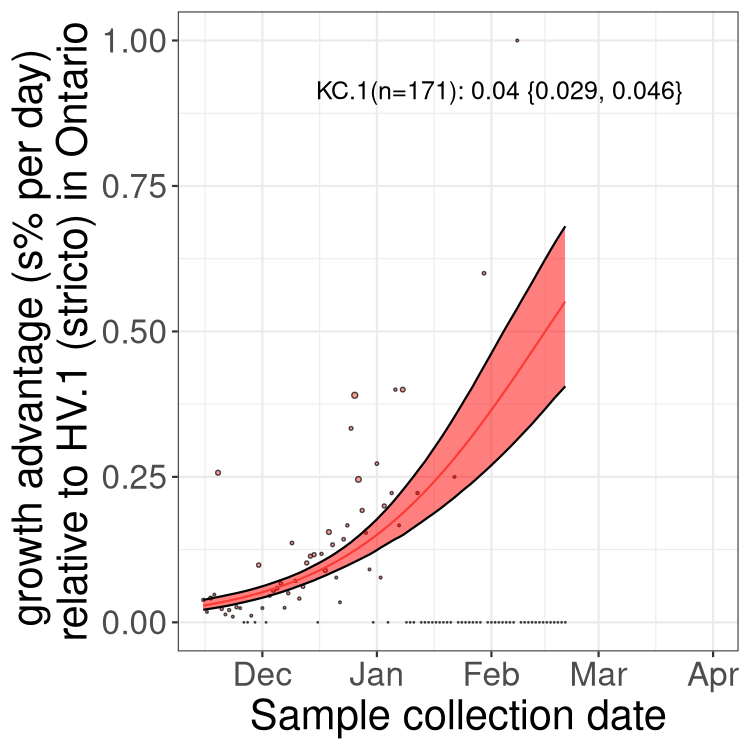 growth advantage (s% per day)
relative to HV.1 (stricto) in Ontario
1.00
0.75
0.50
0.25
0.00
KC.1(n=171): 0.04 {0.029, 0.046}
Dec Jan Feb Mar Apr
Sample collection date